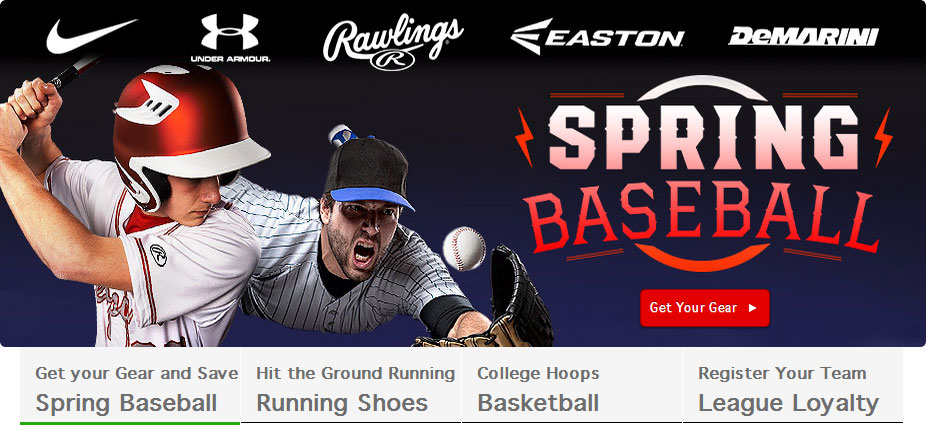 UNDER ARMOUR.
Rawlings
R
EASTON
DeMARINI
SPRING
BASEBALL
Get Your Gear
R
Get your Gear and Save
Spring Baseball
Hit the Ground Running
Running Shoes
College Hoops
Basketball
Register Your Team
League Loyalty